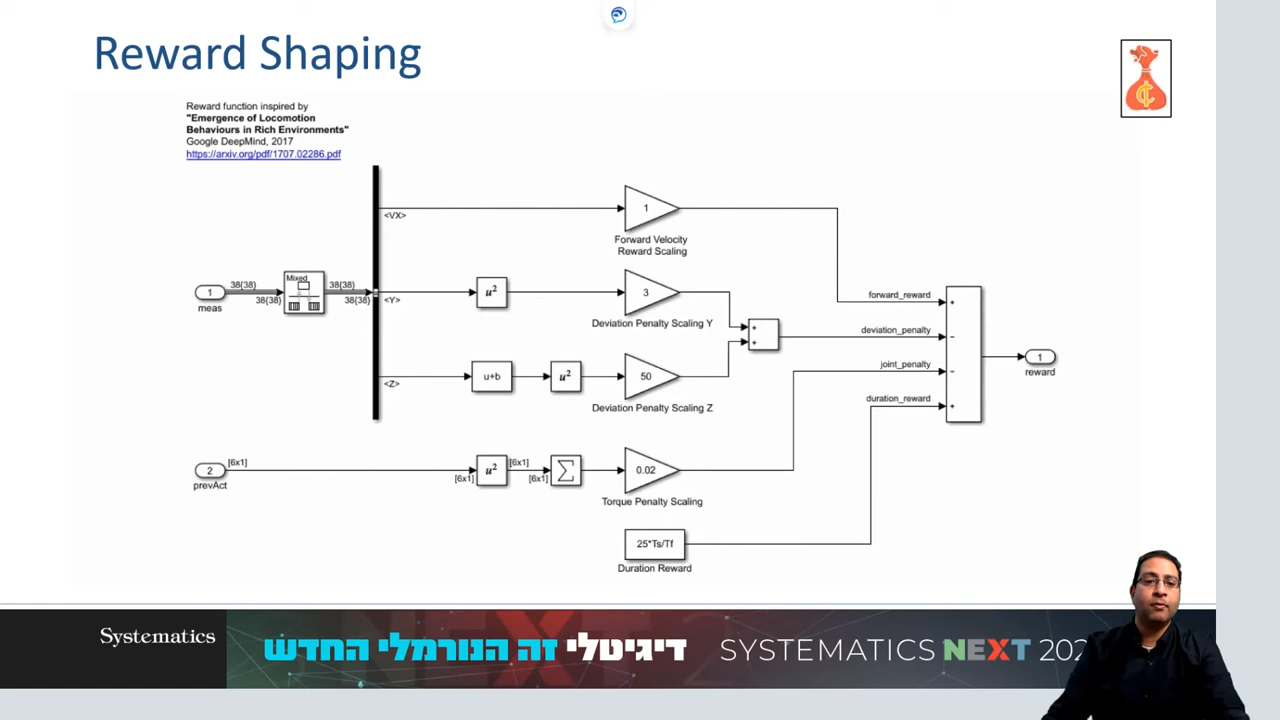 Reward Shaping
Reward function inspired by
"Emergence of Locomotion
Behaviours in Rich Environments"
Google DeepMind, 2017
https://arxiv.org/pdf/1707.02286.pdf
<VX>
1
Forward Velocity
Reward Scaling
1
meas
38{38}
38{38}
Mixed
38{38}
38{38}
<Y>
u²
3
Deviation Penalty Scaling Y
<Z>
u+b
u²
50
Deviation Penalty Scaling Z
+
+
forward_reward
+
deviation_penalty
-
joint_penalty
-
duration_reward
+
1
reward
2
prevAct
[6x1]
[6x1]
u²
[6x1]
[6x1]
∑
0.02
Torque Penalty Scaling
25*Ts/Tf
Duration Reward
Systematics
דיגיטלי זה הנורמלי החדש
SYSTEMATICS NEXT 202